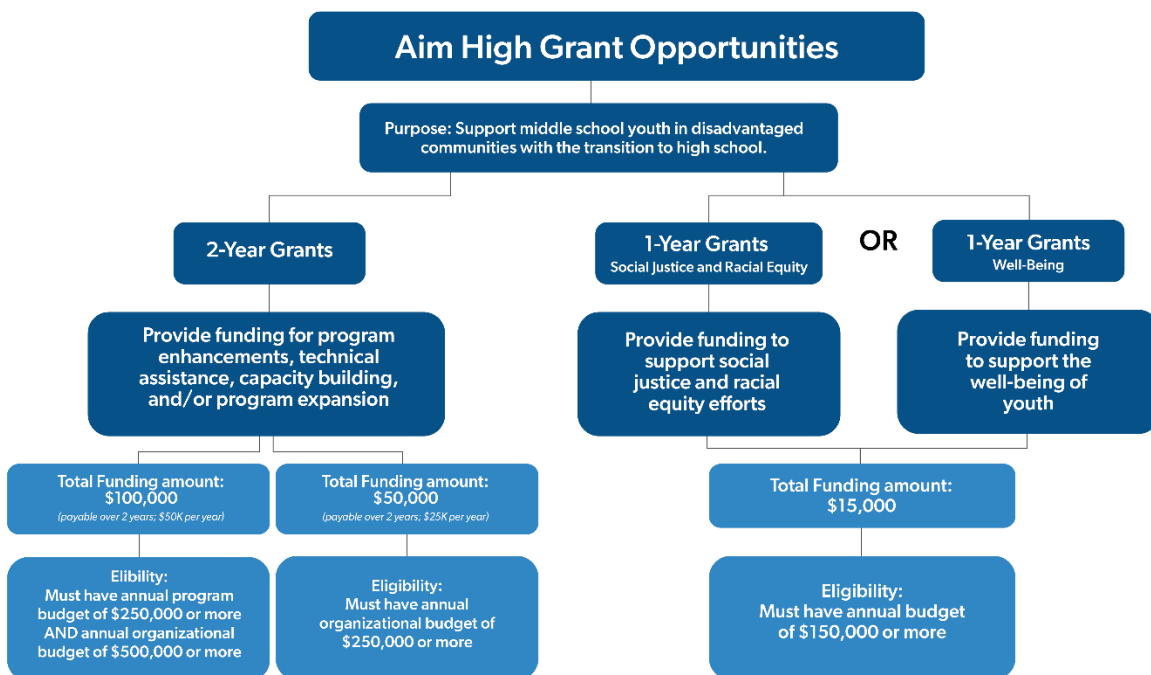 Aim High Grant Opportunities
Purpose: Support middle school youth in disadvantaged
communities with the transition to high school.
2-Year Grants
1-Year Grants
Social Justice and Racial Equity
OR
1-Year Grants
Well-Being
Provide funding for program
enhancements, technical
assistance, capacity building,
and/or program expansion
Provide funding to
support social
justice and racial
equity efforts
Provide funding
to support the
well-being of
youth
Total Funding amount:
$100,000
(payable over 2 years; $50K per year)
Total Funding amount:
$50,000
(payable over 2 years; $25K per year)
Total Funding amount:
$15,000
Elibility:
Must have annual program
budget of $250,000 or more
AND annual organizational
budget of $500,000 or more
Eligibility:
Must have annual
organizational budget of
$250,000 or more
Eligibility:
Must have annual budget
of $150,000 or more